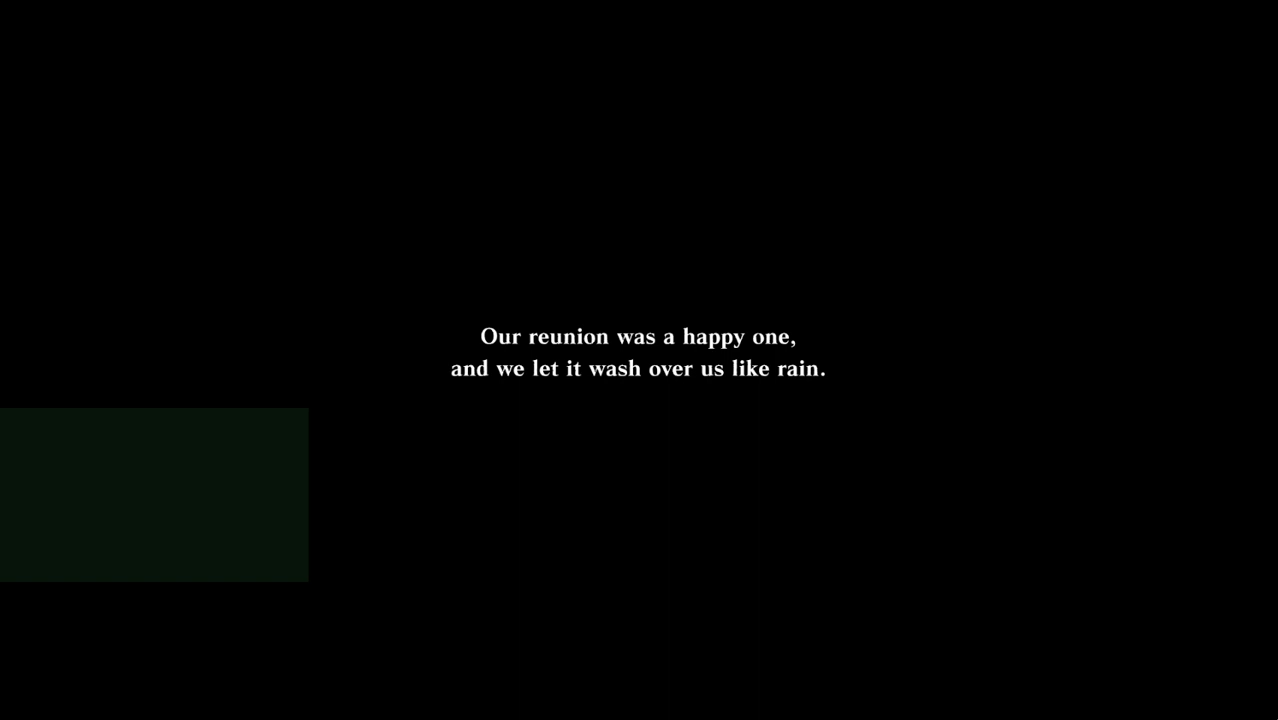 Our reunion was a happy one,
and we let it wash over us like rain.